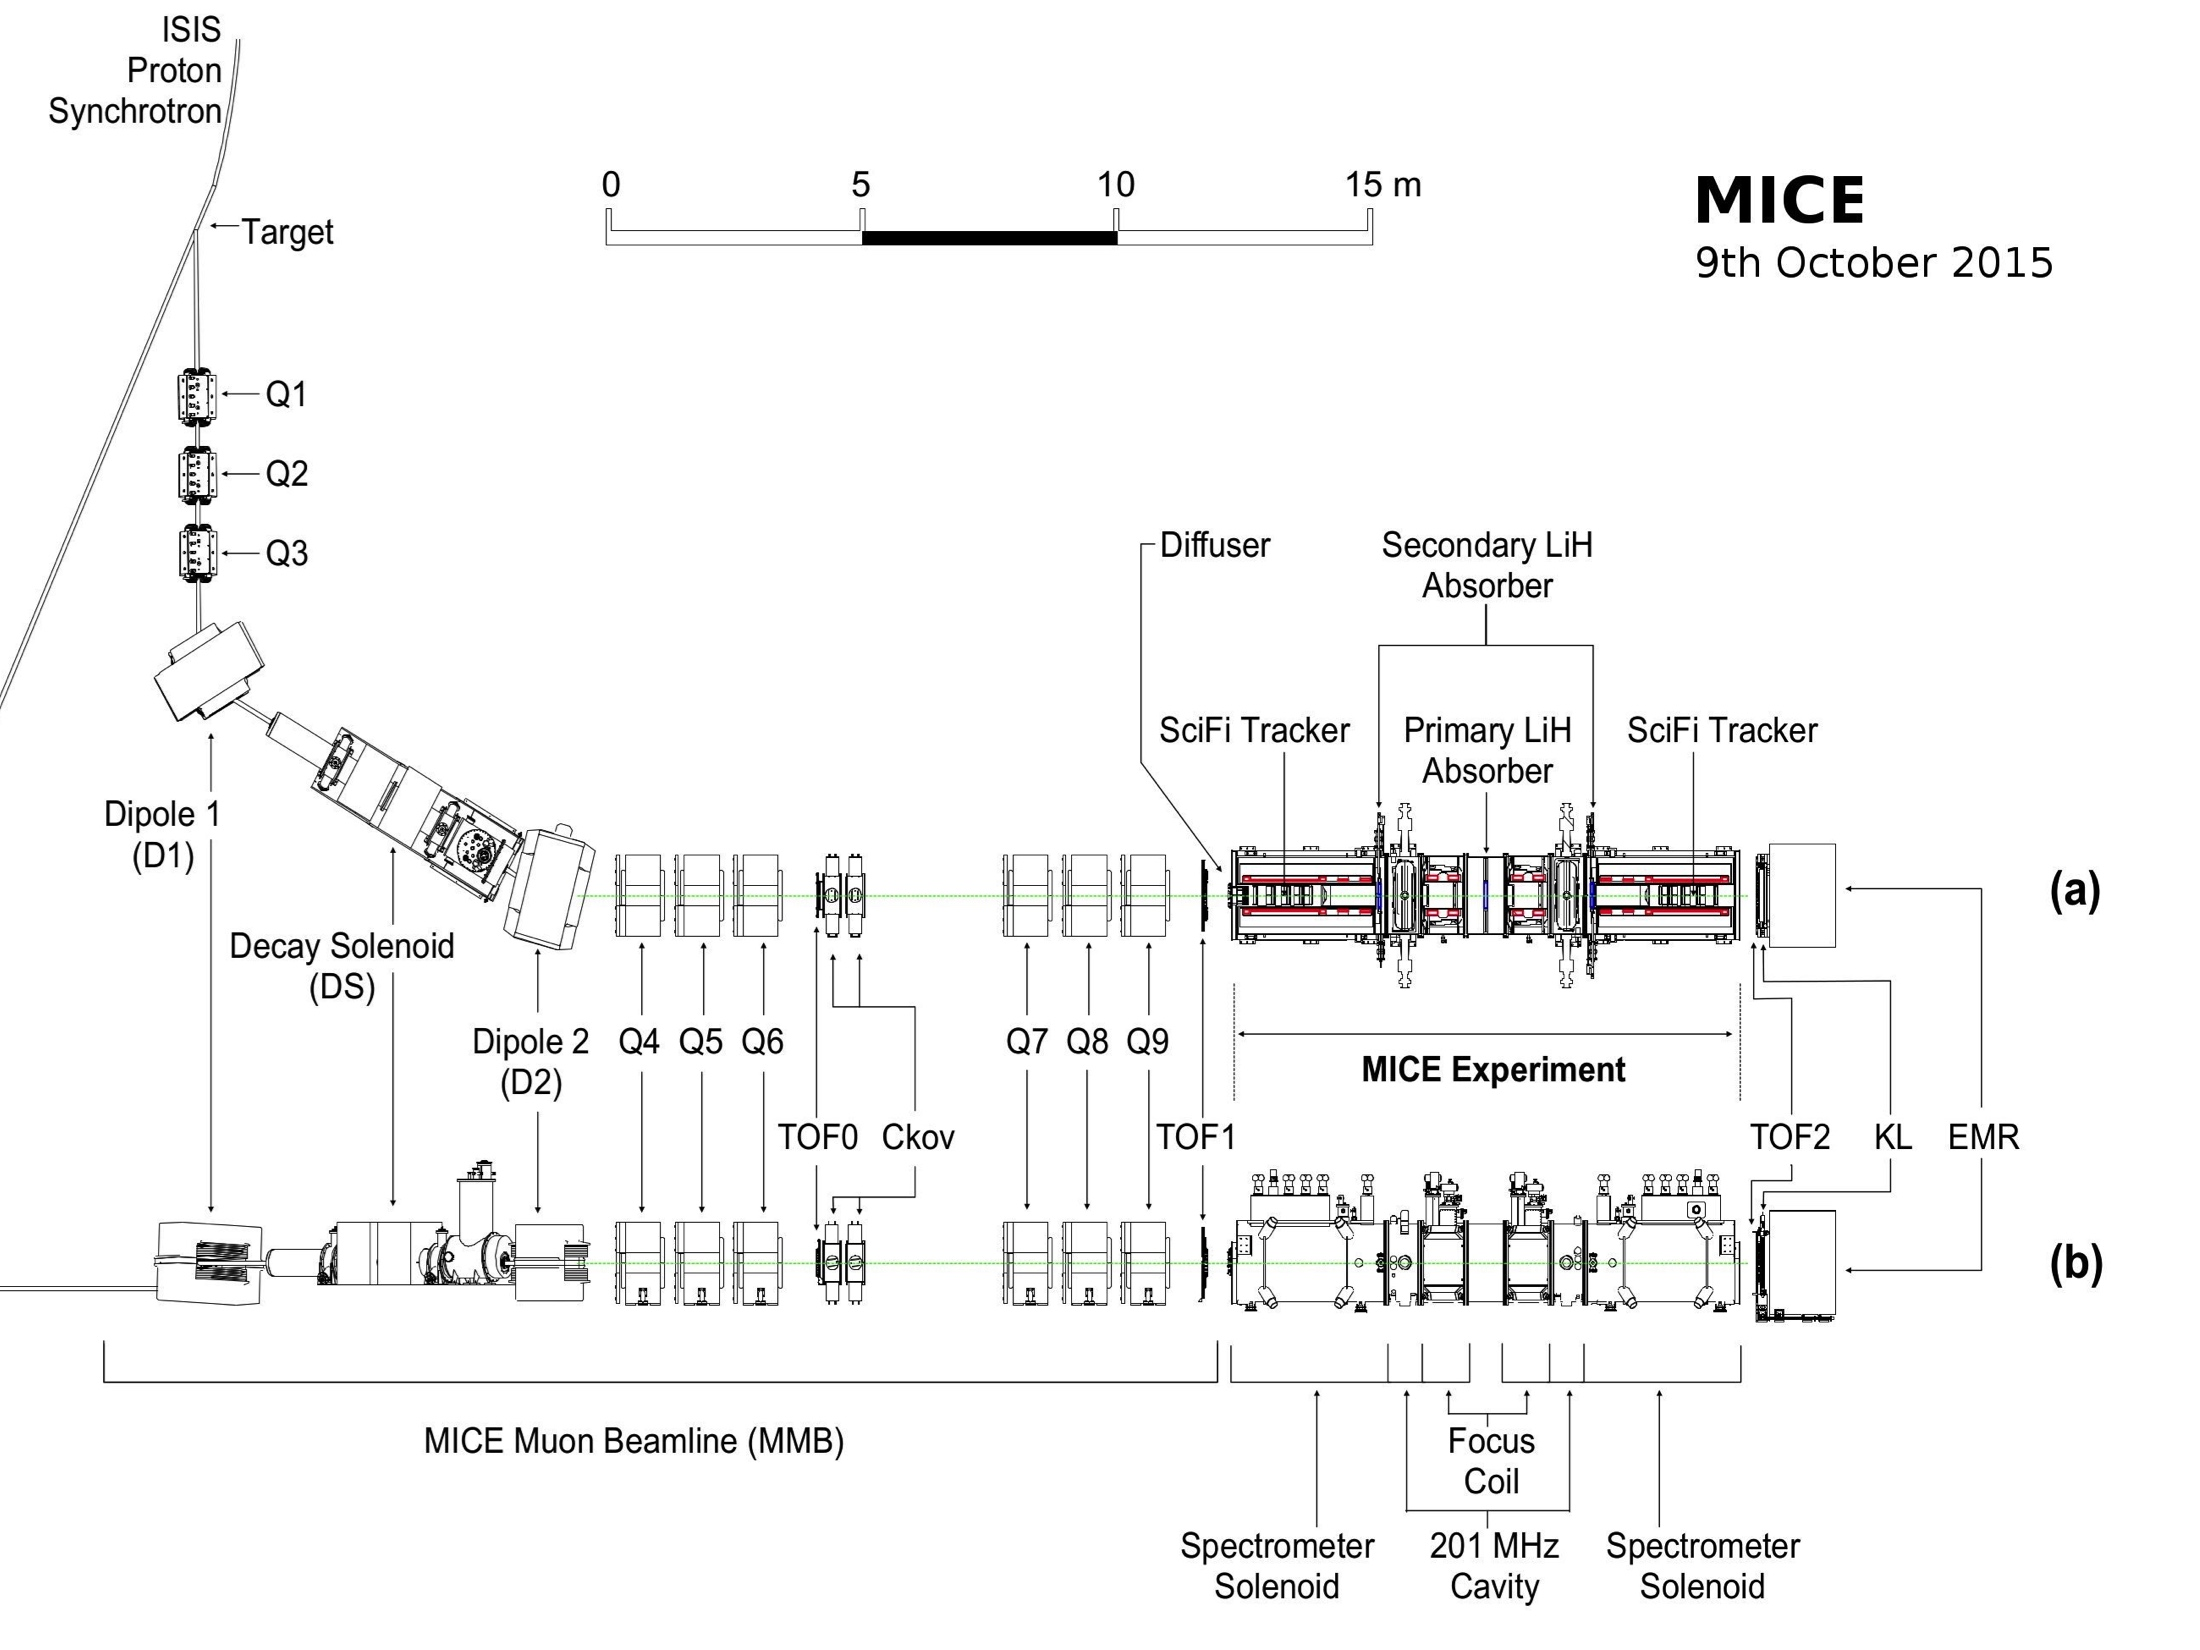 ISIS
Proton
Synchrotron
0 5 10 15 m
MICE
9th October 2015
Target
Q1
Q2
Q3
Diffuser
Secondary LiH
Absorber
SciFi Tracker
Primary LiH
Absorber
SciFi Tracker
Dipole 1
(D1)
(a)
Decay Solenoid
(DS)
Dipole 2
(D2)
Q4 Q5 Q6
Q7 Q8 Q9
MICE Experiment
TOF0 Ckov
TOF1
TOF2 KL EMR
(b)
MICE Muon Beamline (MMB)
Focus
Coil
Spectrometer
Solenoid
201 MHz
Cavity
Spectrometer
Solenoid